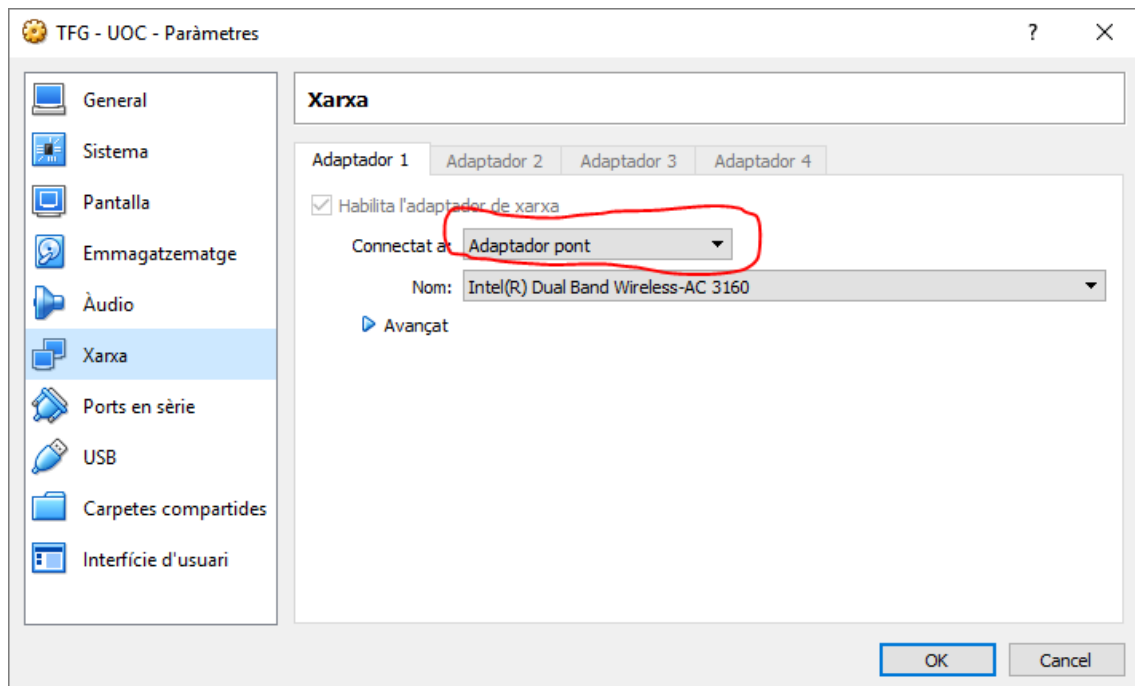 TFG - UOC - Paràmetres
?
General
Sistema
Pantalla
Emmagatzematge
Àudio
Xarxa
Ports en sèrie
USB
Carpetes compartides
Interfície d'usuari
Xarxa
Adaptador 1 Adaptador 2 Adaptador 3 Adaptador 4
Habilita l'adaptador de xarxa
Connectat a: Adaptador pont
Nom: Intel(R) Dual Band Wireless-AC 3160
Avançat
OK Cancel